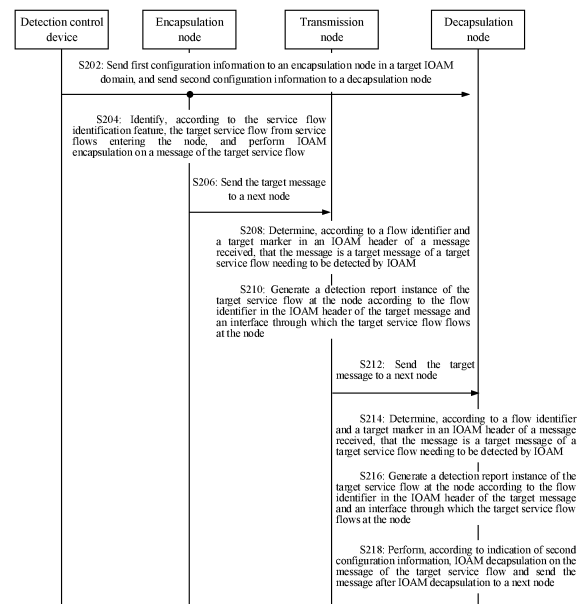 Detection control
device
Encapsulation
node
Transmission
node
Decapsulation
node
S202: Send first configuration information to an encapsulation node in a target IOAM
domain, and send second configuration information to a decapsulation node
S204: Identify, according to the service flow
identification feature, the target service flow from service
flows entering the node, and perform IOAM
encapsulation on a message of the target service flow
S206: Send the target message
to a next node
S208: Determine, according to a flow identifier and
a target marker in an IOAM header of a message
received, that the message is a target message of a target
service flow needing to be detected by IOAM
S210: Generate a detection report instance of the
target service flow at the node according to the flow
identifier in the IOAM header of the target message and
an interface through which the target service flow flows
at the node
S212: Send the target
message to a next node
S214: Determine, according to a flow identifier
and a target marker in an IOAM header of a message
received, that the message is a target message of a
target service flow needing to be detected by IOAM
S216: Generate a detection report instance of the
target service flow at the node according to the flow
identifier in the IOAM header of the target message
and an interface through which the target service flow
flows at the node
S218: Perform, according to indication of second
configuration information, IOAM decapsulation on the
message of the target service flow and send the
message after IOAM decapsulation to a next node